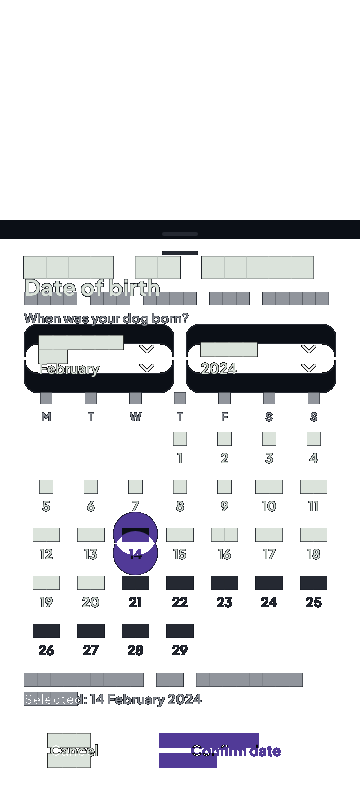 Date of birth
When was your dog born?
February 2024
M T W T F S S
1 2 3 4
5 6 7 8 9 10 11
12 13 14 15 16 17 18
19 20 21 22 23 24 25
26 27 28 29
Selected: 14 February 2024
Cancel Confirm date